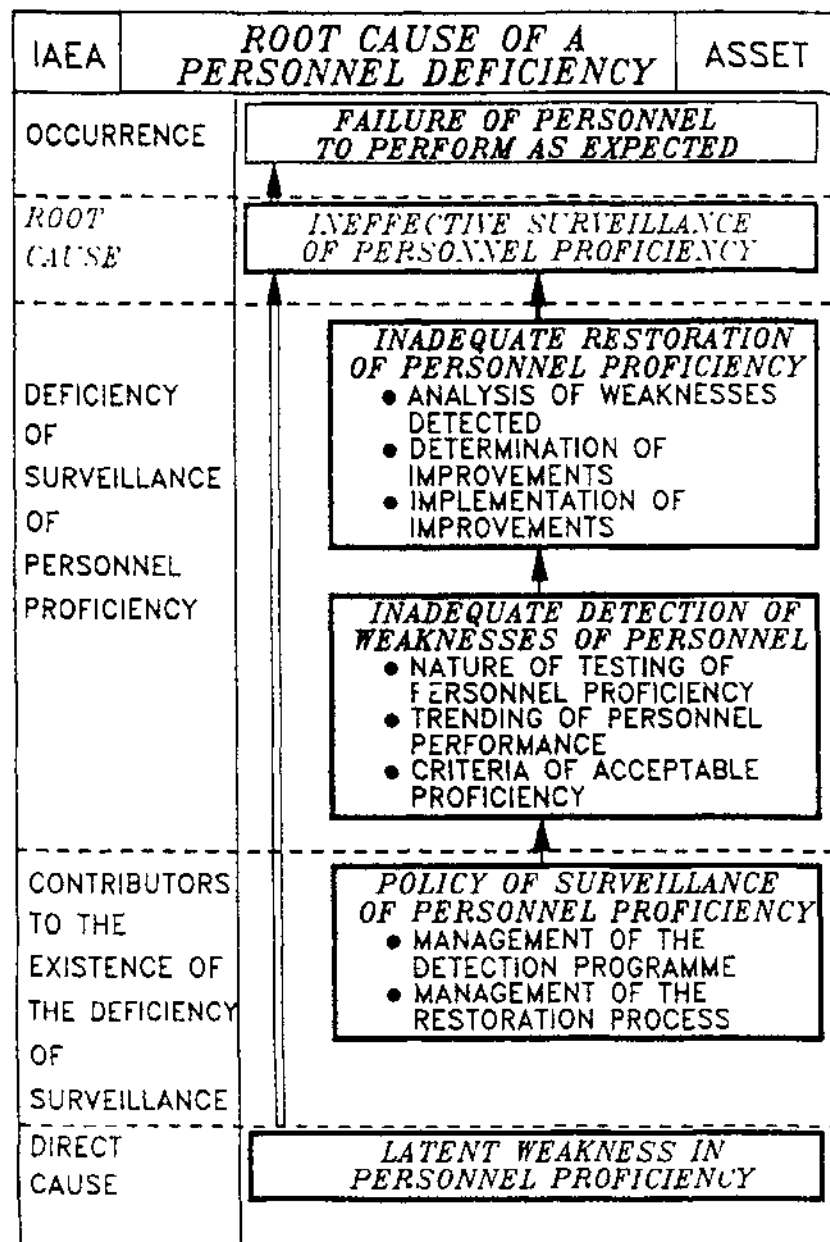 IAEA
ROOT CAUSE OF A
PERSONNEL DEFICIENCY
ASSET
OCCURRENCE
FAILURE OF PERSONNEL
TO PERFORM AS EXPECTED
ROOT
CAUSE
INEFFECTIVE SURVEILLANCE
OF PERSONNEL PROFICIENCY
DEFICIENCY
OF
SURVEILLANCE
OF
PERSONNEL
PROFICIENCY
INADEQUATE RESTORATION
OF PERSONNEL PROFICIENCY
● ANALYSIS OF WEAKNESSES
DETECTED
● DETERMINATION OF
IMPROVEMENTS
● IMPLEMENTATION OF
IMPROVEMENTS
INADEQUATE DETECTION OF
WEAKNESSES OF PERSONNEL
● NATURE OF TESTING OF
PERSONNEL PROFICIENCY
● TRENDING OF PERSONNEL
PERFORMANCE
● CRITERIA OF ACCEPTABLE
PROFICIENCY
CONTRIBUTORS
TO THE
EXISTENCE OF
THE DEFICIENCY
OF
SURVEILLANCE
POLICY OF SURVEILLANCE
OF PERSONNEL PROFICIENCY
● MANAGEMENT OF THE
DETECTION PROGRAMME
● MANAGEMENT OF THE
RESTORATION PROCESS
DIRECT
CAUSE
LATENT WEAKNESS IN
PERSONNEL PROFICIENCY